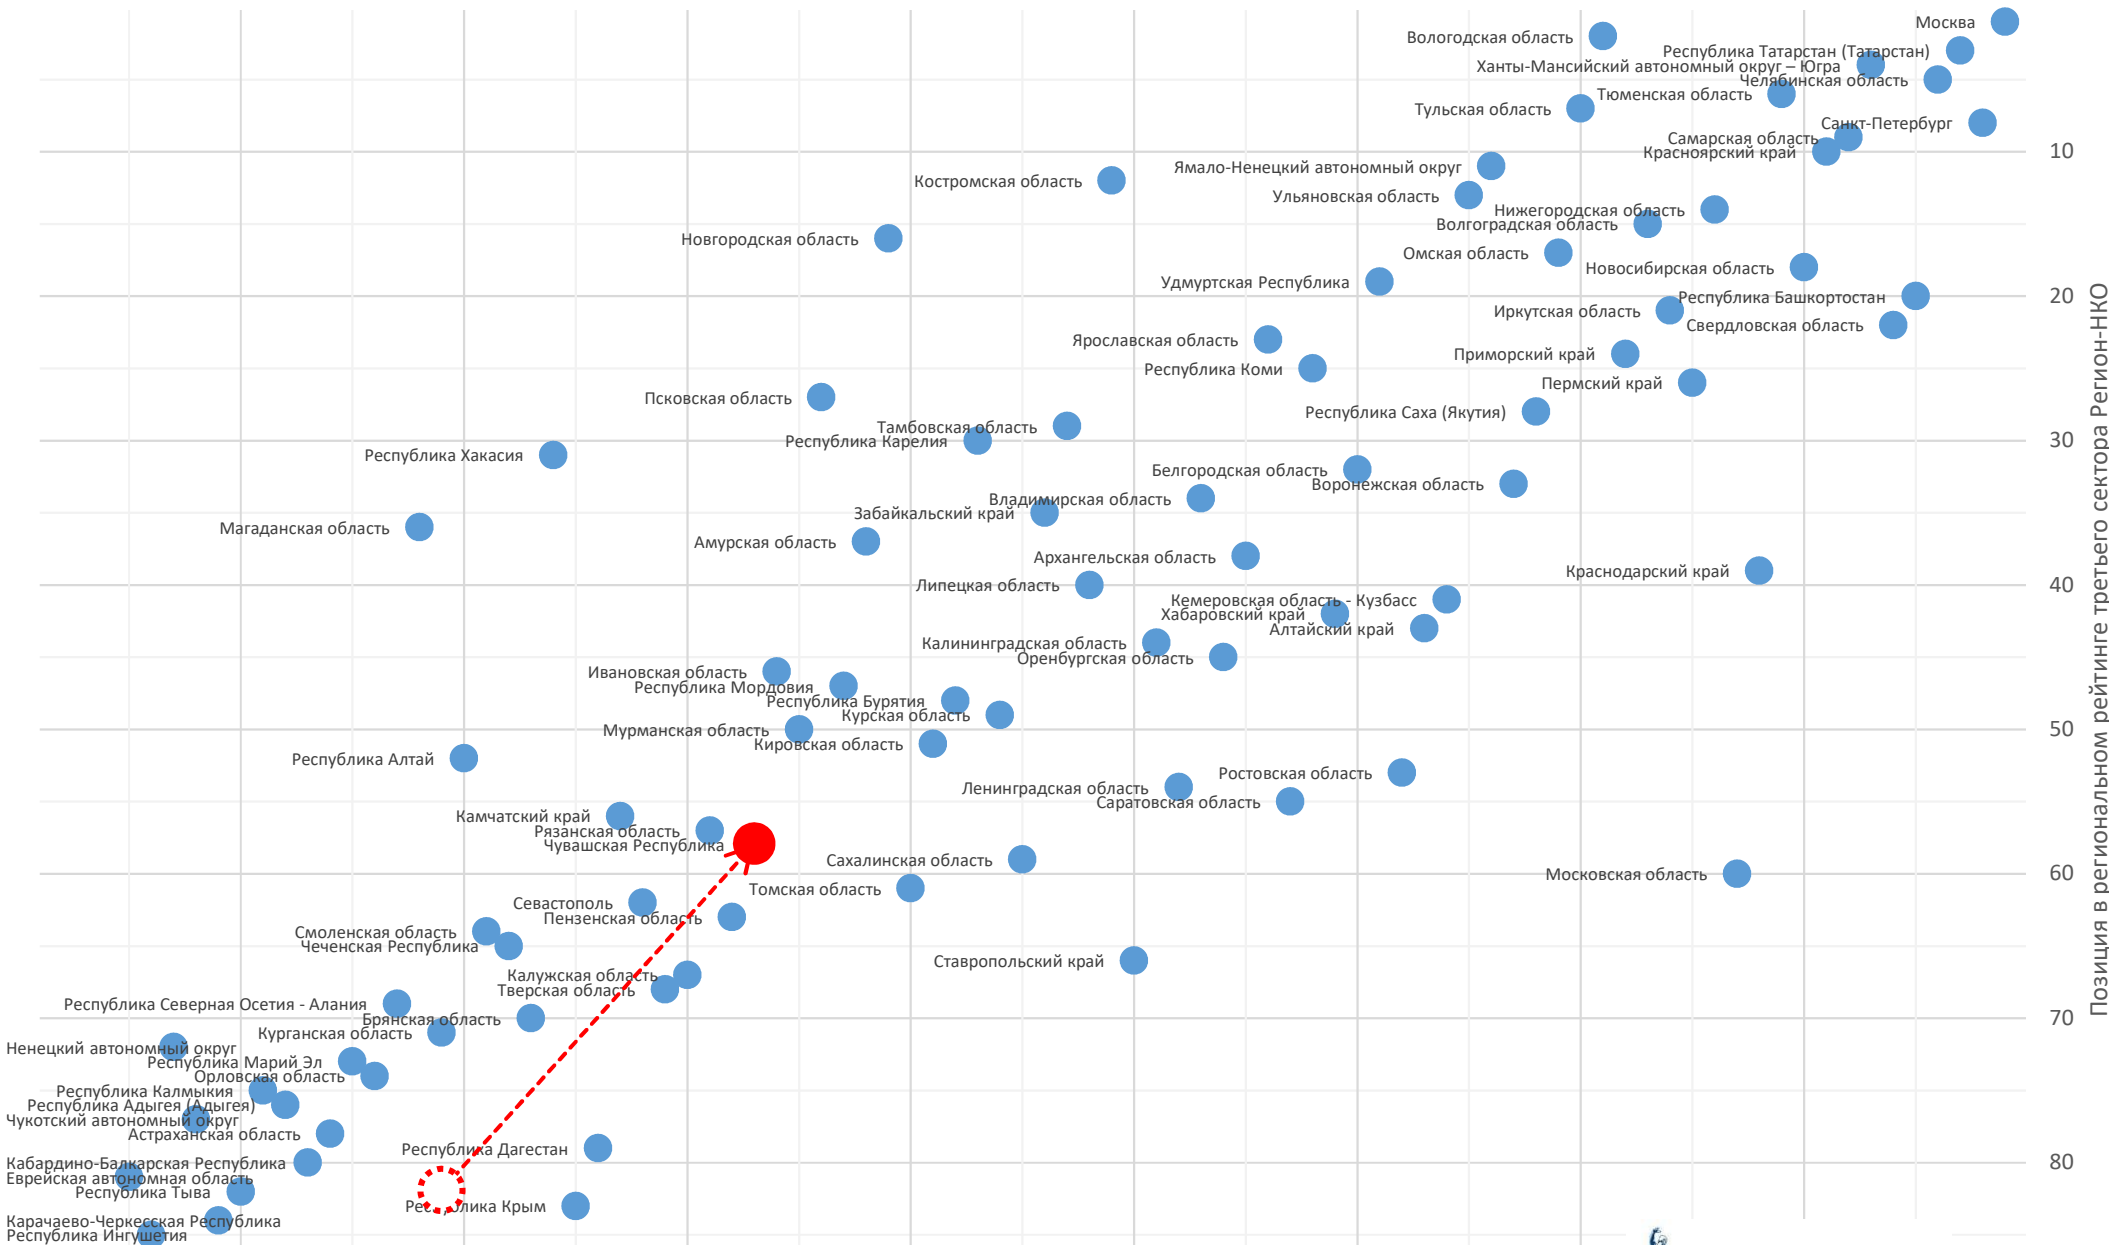 Москва
Вологодская область
Республика Татарстан (Татарстан)
Ханты-Мансийский автономный округ – Югра
Челябинская область
Тюменская область
Тульская область
Санкт-Петербург
Самарская область
Красноярский край
10
Ямало-Ненецкий автономный округ
Костромская область
Ульяновская область
Нижегородская область
Волгоградская область
Новгородская область
Омская область
Новосибирская область
Удмуртская Республика
Республика Башкортостан
20
Иркутская область
Свердловская область
Ярославская область
Приморский край
Республика Коми
Пермский край
Псковская область
Республика Саха (Якутия)
Тамбовская область
Республика Карелия
30
Республика Хакасия
Белгородская область
Воронежская область
Владимирская область
Забайкальский край
Магаданская область
Амурская область
Архангельская область
Краснодарский край
Липецкая область
40
Кемеровская область - Кузбасс
Хабаровский край
Алтайский край
Калининградская область
Оренбургская область
Ивановская область
Республика Мордовия
Республика Бурятия
Курская область
Мурманская область
50
Кировская область
Республика Алтай
Ростовская область
Ленинградская область
Саратовская область
Камчатский край
Рязанская область
Чувашская Республика
Сахалинская область
Московская область
60
Томская область
Севастополь
Пензенская область
Смоленская область
Чеченская Республика
Ставропольский край
Калужская область
Тверская область
Республика Северная Осетия - Алания
Брянская область
70
Курганская область
Ненецкий автономный округ
Республика Марий Эл
Орловская область
Республика Калмыкия
Республика Адыгея (Адыгея)
Чукотский автономный округ
Астраханская область
Республика Дагестан
Кабардино-Балкарская Республика
80
Еврейская автономная область
Республика Тыва
Республика Крым
Карачаево-Черкесская Республика
Республика Ингушетия
Позиция в региональном рейтинге третьего сектора Регион-НКО